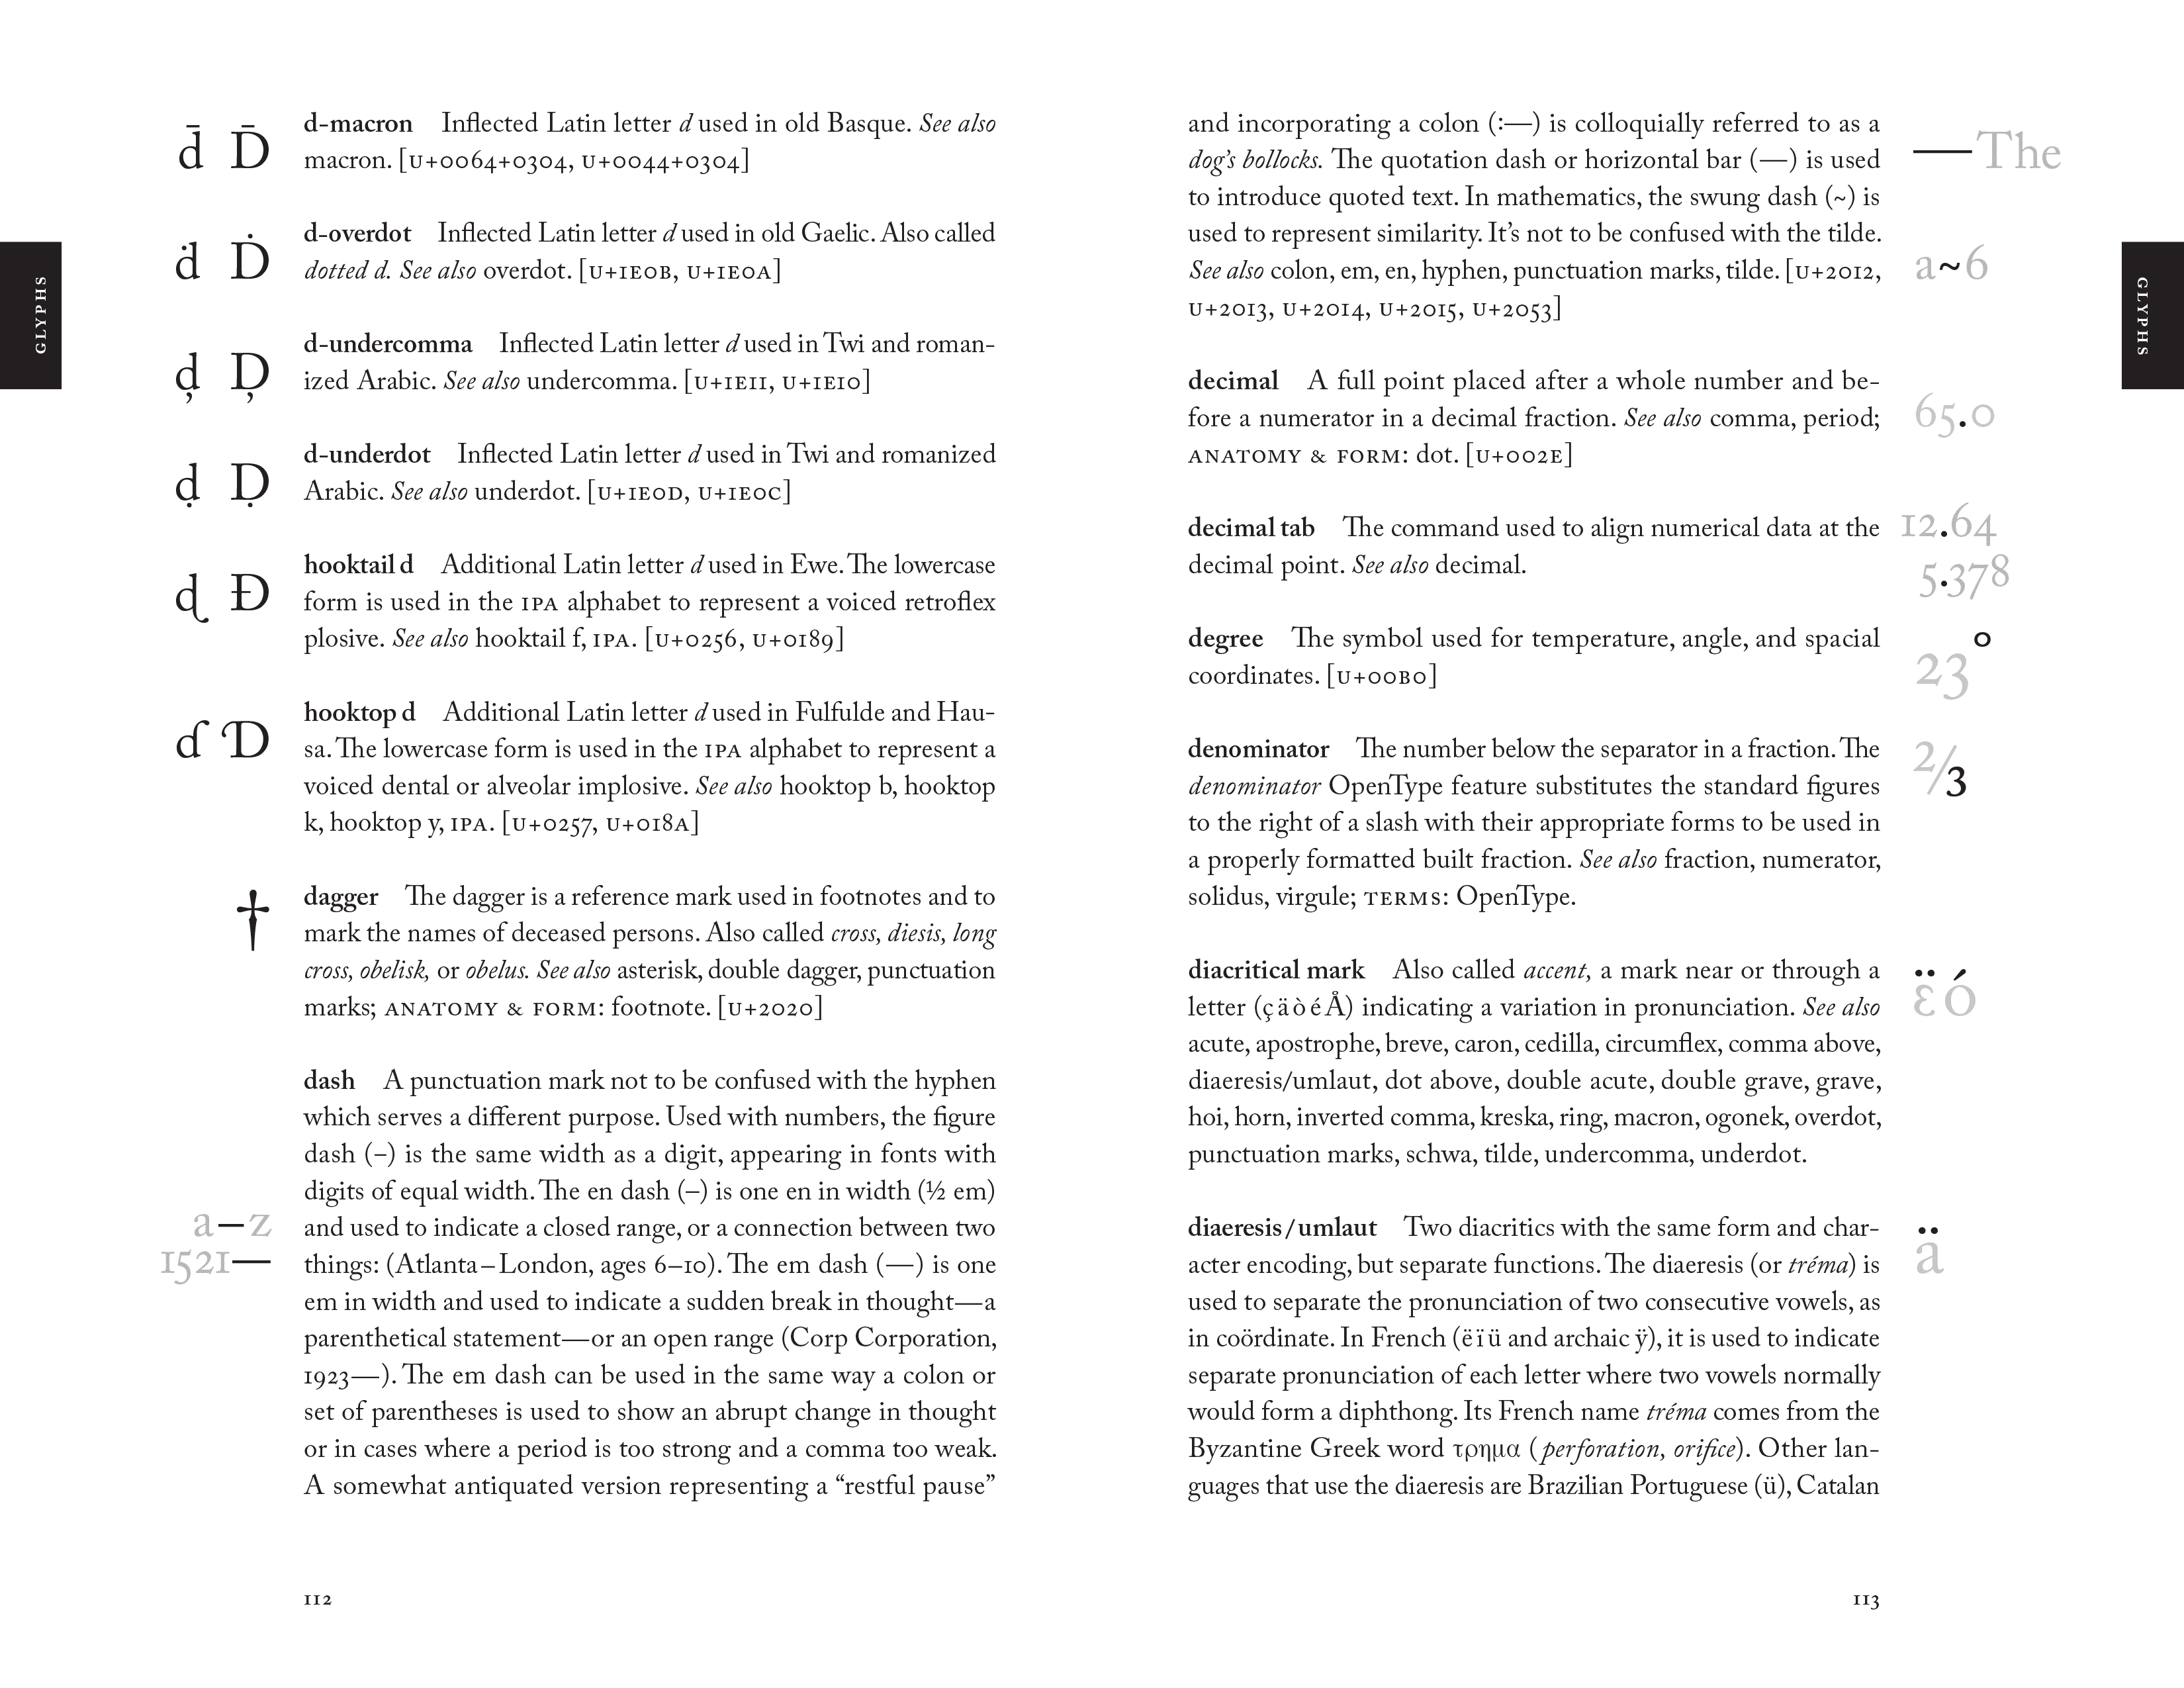 GLYPHS
d̄ D̄
d-macron Inflected Latin letter d used in old Basque. See also
macron. [U+0064+0304, U+0044+0304]
ḋ Ḋ
d-overdot Inflected Latin letter d used in old Gaelic. Also called
dotted d. See also overdot. [U+1E0B, U+1E0A]
d̦ D̦
d-undercomma Inflected Latin letter d used in Twi and roman-
ized Arabic. See also undercomma. [U+1E11, U+1E10]
ḍ Ḍ
d-underdot Inflected Latin letter d used in Twi and romanized
Arabic. See also underdot. [U+1E0D, U+1E0C]
ɖ Ɖ
hooktail d Additional Latin letter d used in Ewe. The lowercase
form is used in the IPA alphabet to represent a voiced retroflex
plosive. See also hooktail f, IPA. [U+0256, U+0189]
ɗ Ɗ
hooktop d Additional Latin letter d used in Fulfulde and Hau-
sa. The lowercase form is used in the IPA alphabet to represent a
voiced dental or alveolar implosive. See also hooktop b, hooktop
k, hooktop y, IPA. [U+0257, U+018A]
†
dagger The dagger is a reference mark used in footnotes and to
mark the names of deceased persons. Also called cross, diesis, long
cross, obelisk, or obelus. See also asterisk, double dagger, punctuation
marks; ANATOMY & FORM: footnote. [U+2020]
dash A punctuation mark not to be confused with the hyphen
which serves a different purpose. Used with numbers, the figure
dash (‒) is the same width as a digit, appearing in fonts with
digits of equal width. The en dash (–) is one en in width (½ em)
a–z
and used to indicate a closed range, or a connection between two
1521—
things: (Atlanta–London, ages 6–10). The em dash (—) is one
em in width and used to indicate a sudden break in thought—a
parenthetical statement—or an open range (Corp Corporation,
1923—). The em dash can be used in the same way a colon or
set of parentheses is used to show an abrupt change in thought
or in cases where a period is too strong and a comma too weak.
A somewhat antiquated version representing a “restful pause”
112
and incorporating a colon (:—) is colloquially referred to as a
dog’s bollocks. The quotation dash or horizontal bar (―) is used
—The
to introduce quoted text. In mathematics, the swung dash (~) is
used to represent similarity. It’s not to be confused with the tilde.
See also colon, em, en, hyphen, punctuation marks, tilde. [U+2012,
a~6
U+2013, U+2014, U+2015, U+2053]
decimal A full point placed after a whole number and be-
fore a numerator in a decimal fraction. See also comma, period;
65.0
ANATOMY & FORM: dot. [U+002E]
decimal tab The command used to align numerical data at the
12.64
decimal point. See also decimal.
5.378
degree The symbol used for temperature, angle, and spacial
coordinates. [U+00B0]
23°
denominator The number below the separator in a fraction. The
denominator OpenType feature substitutes the standard figures
2⁄3
to the right of a slash with their appropriate forms to be used in
a properly formatted built fraction. See also fraction, numerator,
solidus, virgule; TERMS: OpenType.
diacritical mark Also called accent, a mark near or through a
letter (ç ä ò é Å) indicating a variation in pronunciation. See also
ɛ̈ ó
acute, apostrophe, breve, caron, cedilla, circumflex, comma above,
diaeresis/umlaut, dot above, double acute, double grave, grave,
hoi, horn, inverted comma, kreska, ring, macron, ogonek, overdot,
punctuation marks, schwa, tilde, undercomma, underdot.
diaeresis/umlaut Two diacritics with the same form and char-
acter encoding, but separate functions. The diaeresis (or tréma) is
ä
used to separate the pronunciation of two consecutive vowels, as
in coördinate. In French (ë ï ü and archaic ÿ), it is used to indicate
separate pronunciation of each letter where two vowels normally
would form a diphthong. Its French name tréma comes from the
Byzantine Greek word τρημα (perforation, orifice). Other lan-
guages that use the diaeresis are Brazilian Portuguese (ü), Catalan
113
GLYPHS